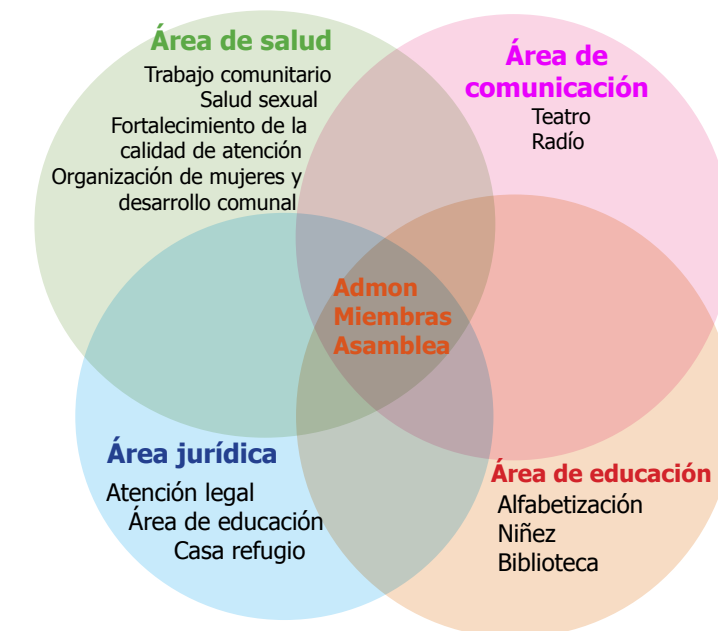 Área de salud
Trabajo comunitario
Salud sexual
Fortalecimiento de la
calidad de atención
Organización de mujeres y
desarrollo comunal
Área de
comunicación
Teatro
Radío
Admon
Miembras
Asamblea
Área jurídica
Atención legal
Área de educación
Casa refugio
Área de educación
Alfabetización
Niñez
Biblioteca